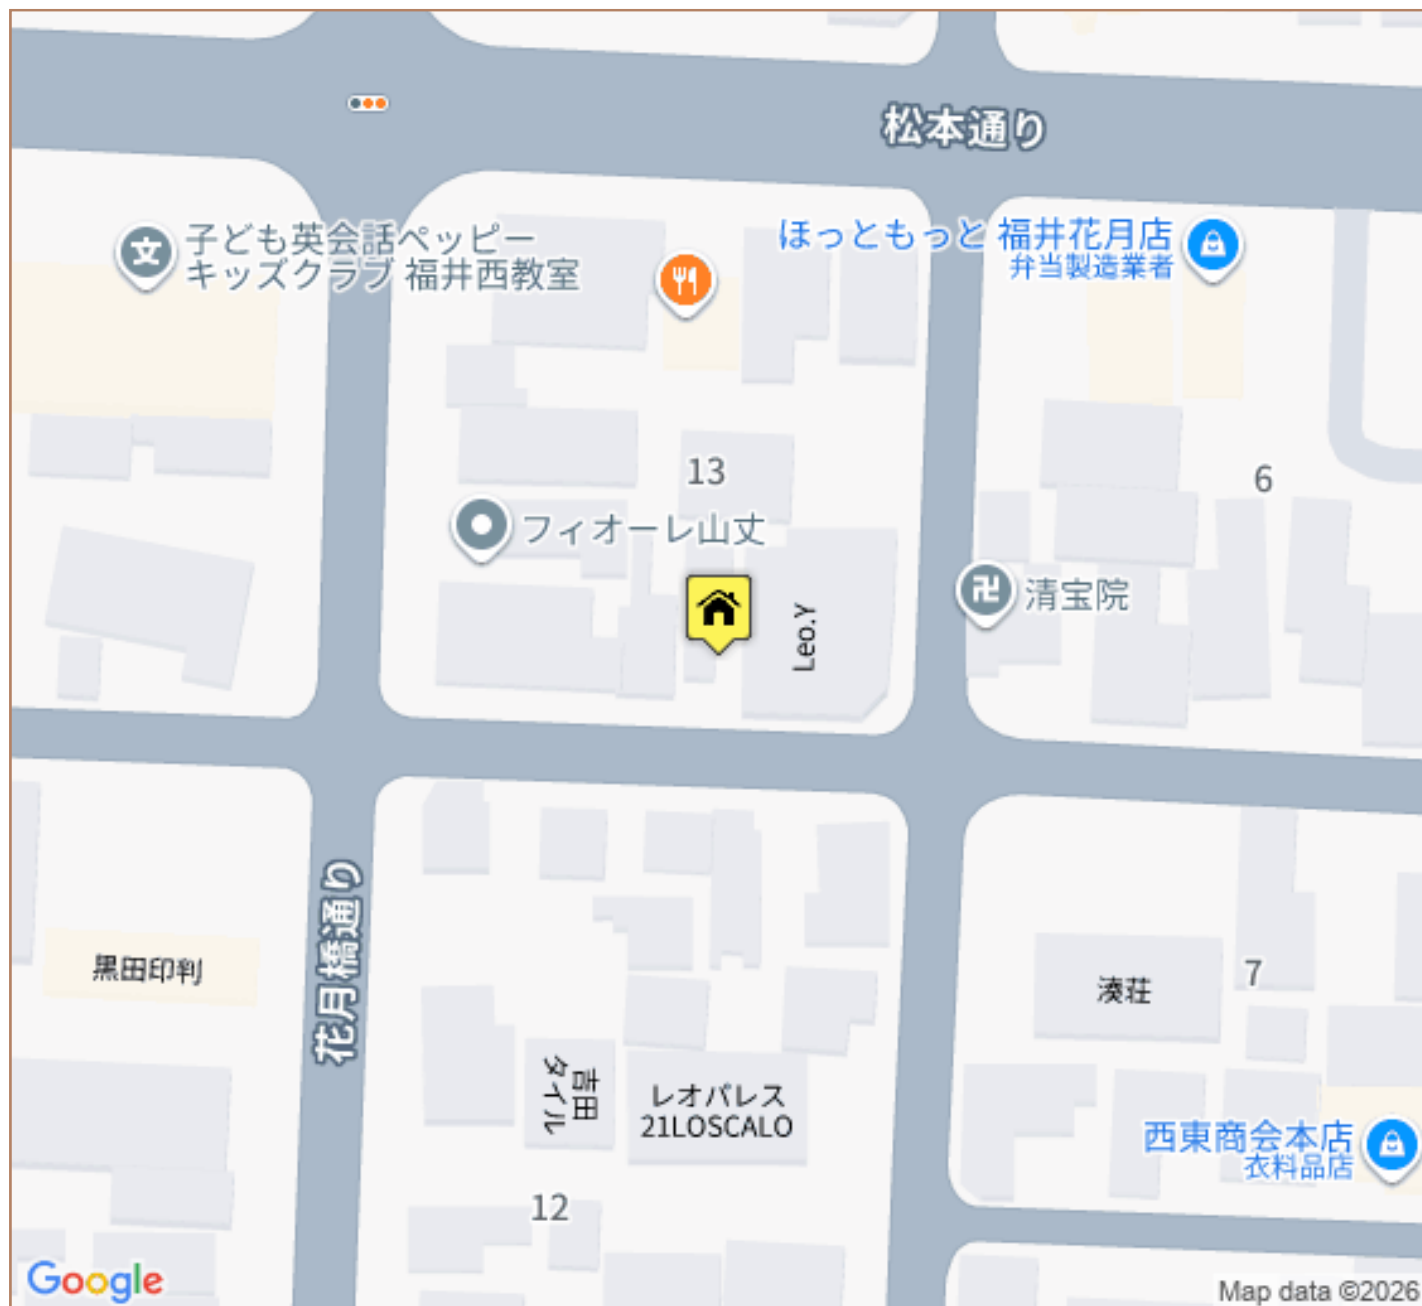 松本通り
子ども英会話ペッピー
キッズクラブ 福井西教室
ほっともっと 福井花月店
弁当製造業者
13
6
フィオーレ山丈
清宝院
Leo.Y
花月橋通り
黒田印判
湊荘
7
吉田
タイル
レオパレス
21LOSCALO
西東商会本店
衣料品店
12
Google
Map data ©2026